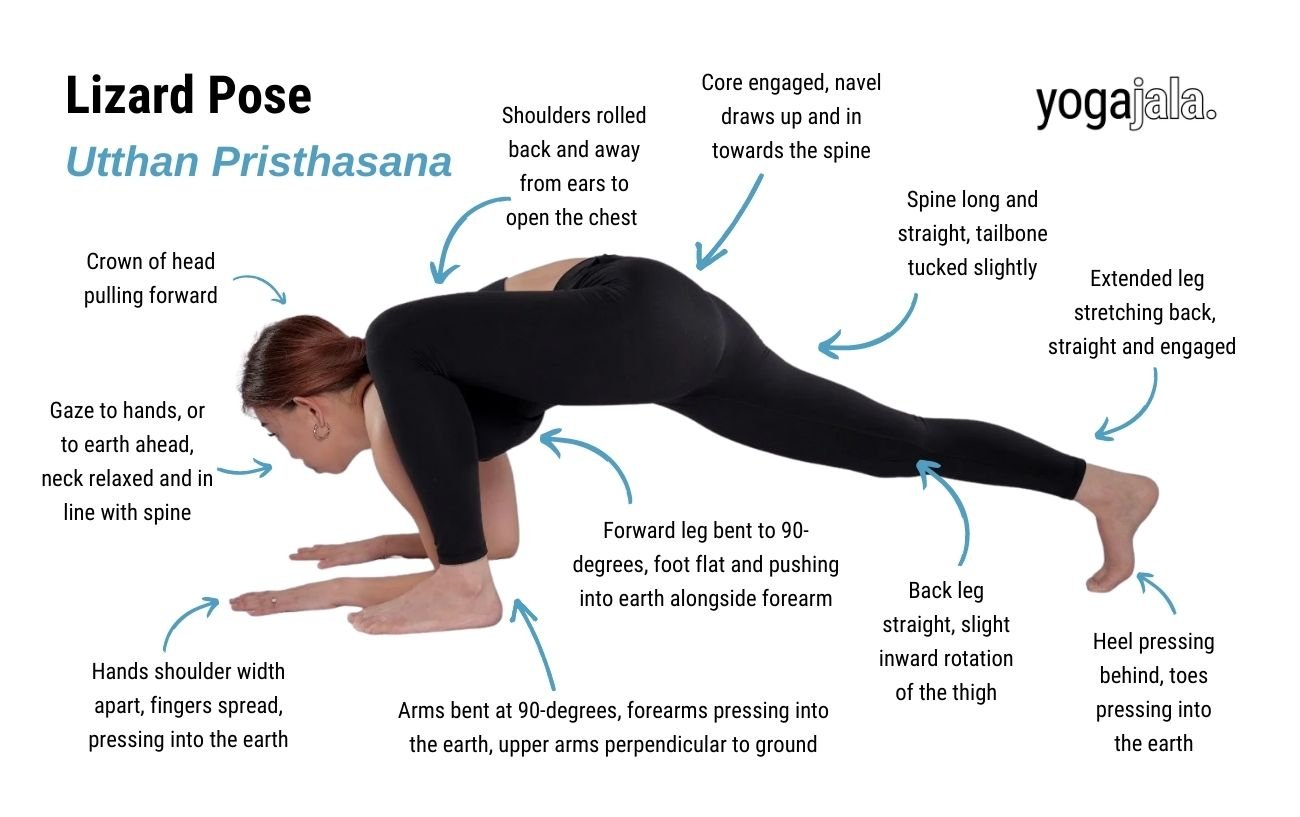 Lizard Pose
Utthan Pristhasana
yogajala.
Shoulders rolled
back and away
from ears to
open the chest
Core engaged, navel
draws up and in
towards the spine
Spine long and
straight, tailbone
tucked slightly
Extended leg
stretching back,
straight and engaged
Crown of head
pulling forward
Gaze to hands, or
to earth ahead,
neck relaxed and in
line with spine
Forward leg bent to 90-
degrees, foot flat and pushing
into earth alongside forearm
Back leg
straight, slight
inward rotation
of the thigh
Heel pressing
behind, toes
pressing into
the earth
Hands shoulder width
apart, fingers spread,
pressing into the earth
Arms bent at 90-degrees, forearms pressing into
the earth, upper arms perpendicular to ground